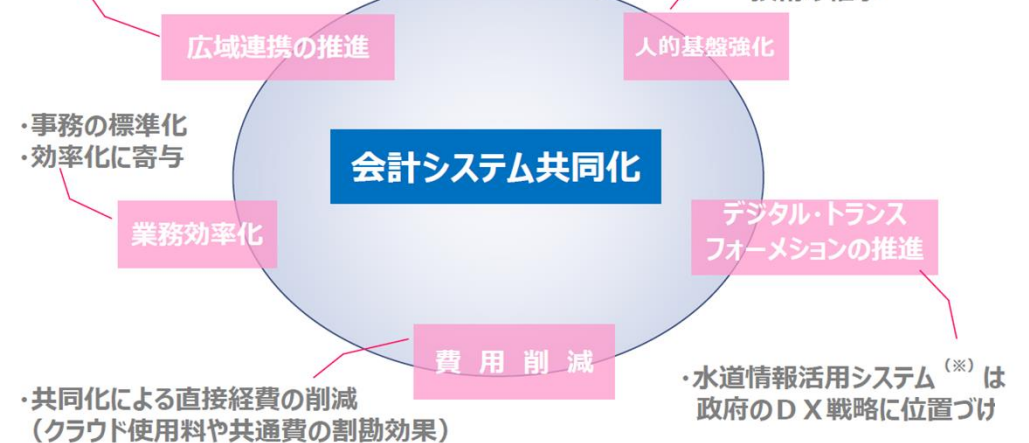 広域連携の推進
人的基盤強化
・事務の標準化
・効率化に寄与
会計システム共同化
業務効率化
デジタル・トランス
フォーメションの推進
費 用 削 減
・共同化による直接経費の削減
（クラウド使用料や共通費の割勘効果）
・水道情報活用システム（※）は
政府のＤＸ戦略に位置づけ